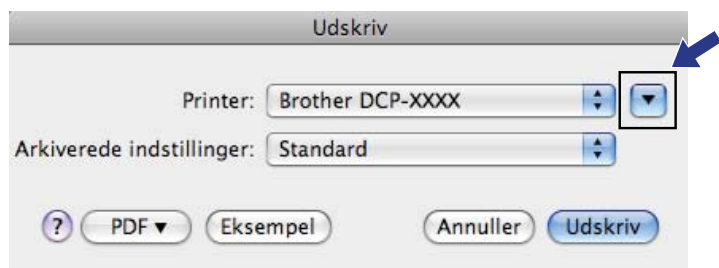 Udskriv
Printer: Brother DCP-XXXX
Arkiverede indstillinger: Standard
? PDF▼ Eksempel Annuller Udskriv